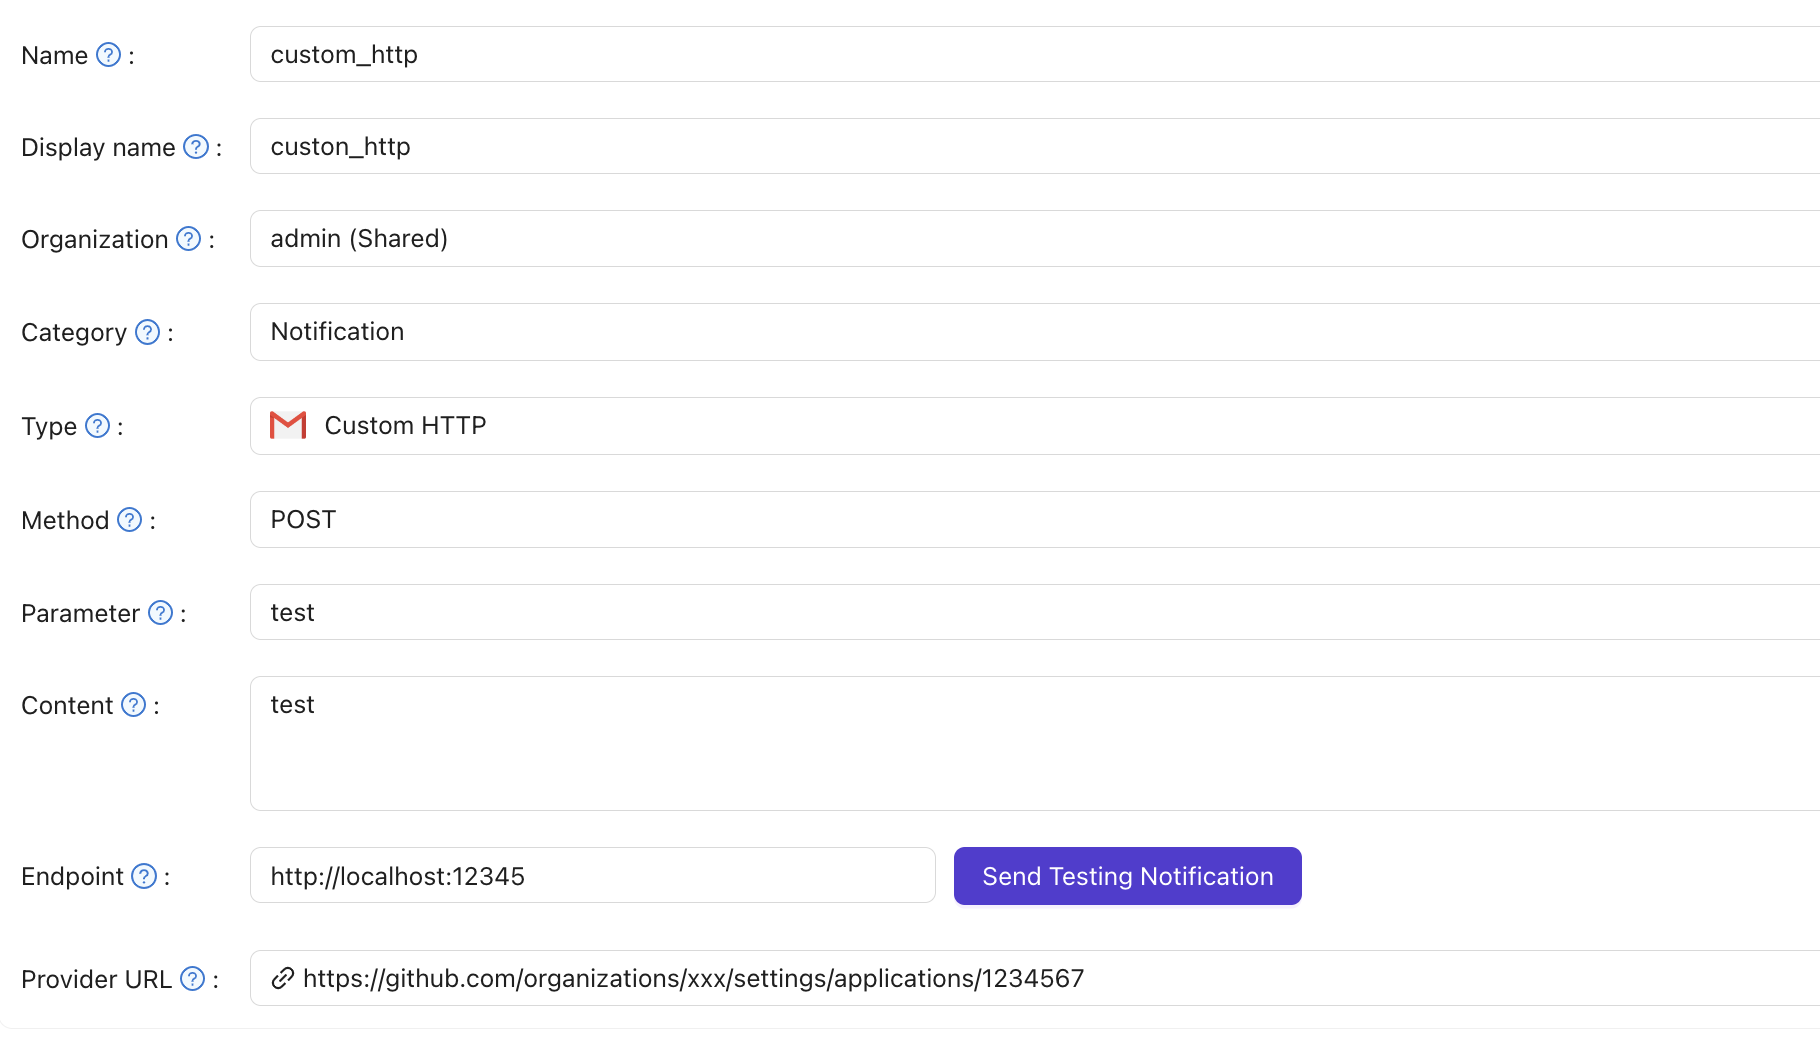 Name ? : custom_http
Display name ? : custon_http
Organization ? : admin (Shared)
Category ? : Notification
Type ? : Custom HTTP
Method ? : POST
Parameter ? : test
Content ? : test
Endpoint ? : http://localhost:12345 Send Testing Notification
Provider URL ? : https://github.com/organizations/xxx/settings/applications/1234567